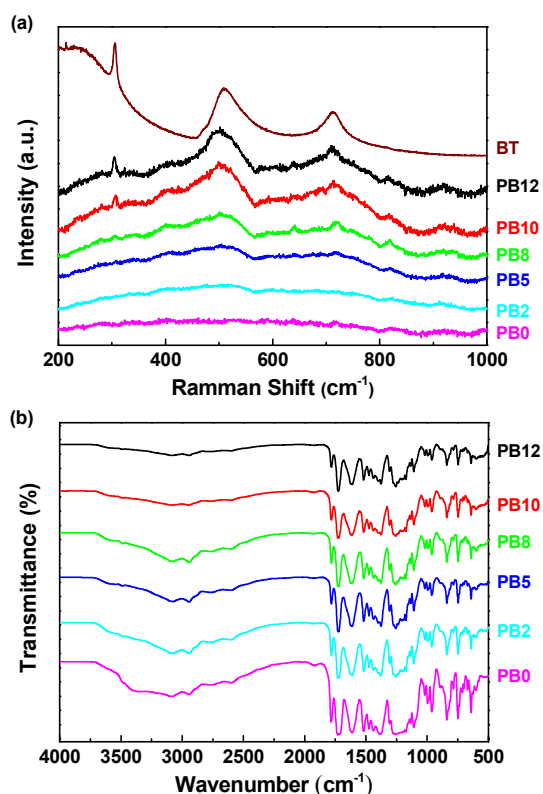 (a)
Intensity (a.u.)
BT
PB12
PB10
PB8
PB5
PB2
PB0
200 400 600 800 1000
Ramman Shift (cm-1)
(b)
Transmittance (%)
PB12
PB10
PB8
PB5
PB2
PB0
4000 3500 3000 2500 2000 1500 1000 500
Wavenumber (cm-1)